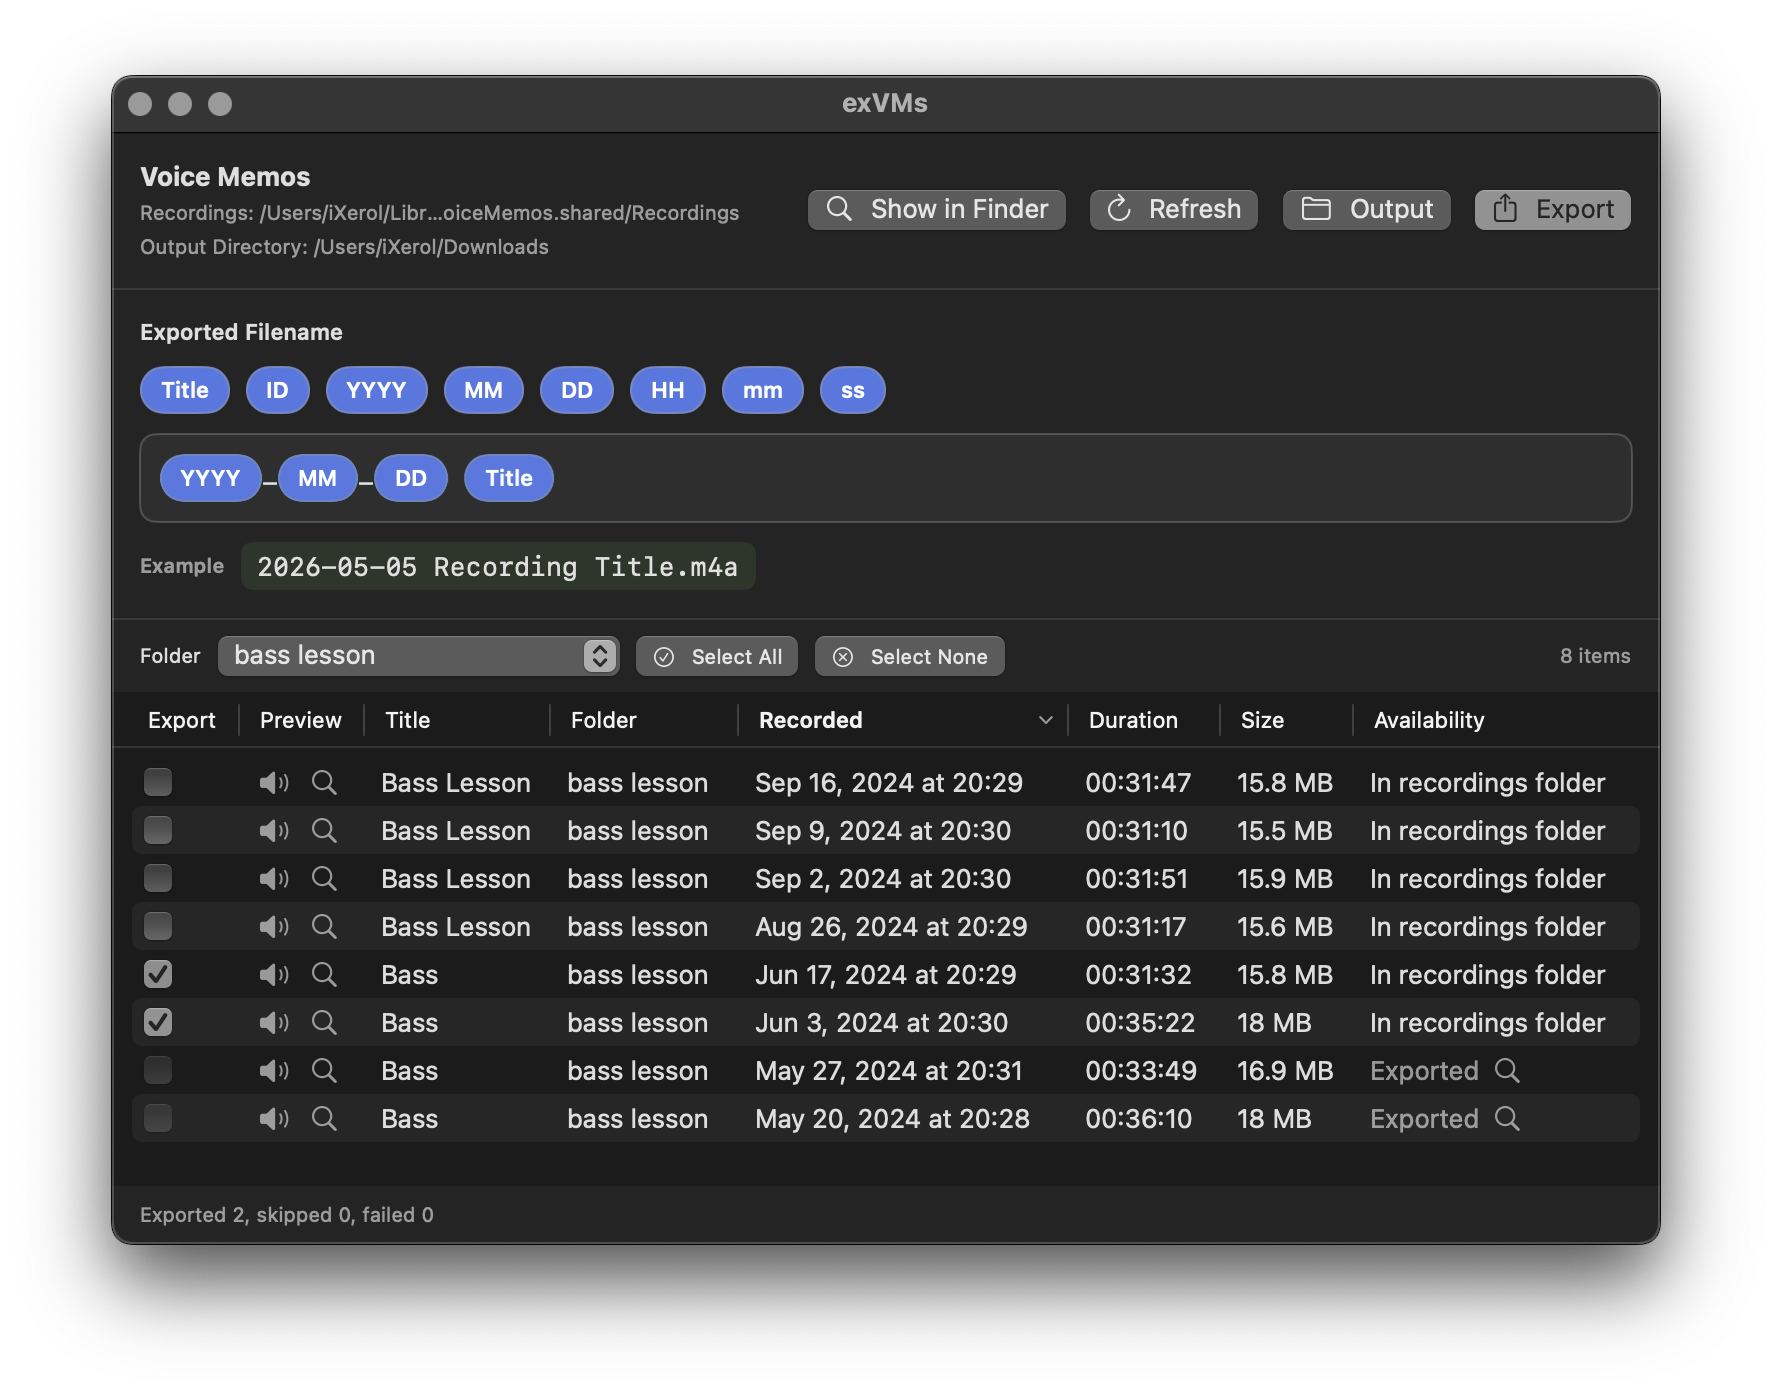 exVMs
Voice Memos
Recordings: /Users/iXerol/Libr...oiceMemos.shared/Recordings
Output Directory: /Users/iXerol/Downloads
Show in Finder Refresh Output Export
Exported Filename
Title ID YYYY MM DD HH mm ss
YYYY-MM-DD Title
Example 2026-05-05 Recording Title.m4a
Folder bass lesson Select All Select None 8 items
Export Preview Title Folder Recorded Duration Size Availability
Bass Lesson bass lesson Sep 16, 2024 at 20:29 00:31:47 15.8 MB In recordings folder
Bass Lesson bass lesson Sep 9, 2024 at 20:30 00:31:10 15.5 MB In recordings folder
Bass Lesson bass lesson Sep 2, 2024 at 20:30 00:31:51 15.9 MB In recordings folder
Bass Lesson bass lesson Aug 26, 2024 at 20:29 00:31:17 15.6 MB In recordings folder
Bass bass lesson Jun 17, 2024 at 20:29 00:31:32 15.8 MB In recordings folder
Bass bass lesson Jun 3, 2024 at 20:30 00:35:22 18 MB In recordings folder
Bass bass lesson May 27, 2024 at 20:31 00:33:49 16.9 MB Exported
Bass bass lesson May 20, 2024 at 20:28 00:36:10 18 MB Exported
Exported 2, skipped 0, failed 0